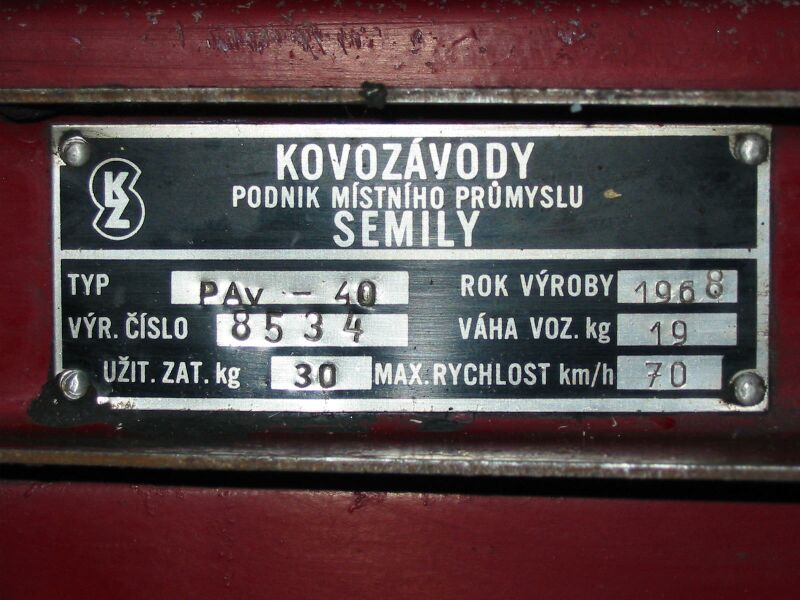 KZ
KOVOZÁVODY
PODNIK MÍSTNÍHO PRŮMYSLU
SEMILY
TYP PAV - 40 ROK VÝROBY 1968
VÝR. ČÍSLO 8534 VÁHA VOZ. kg 19
UŽIT. ZAT. kg 30 MAX. RYCHLOST km/h 70